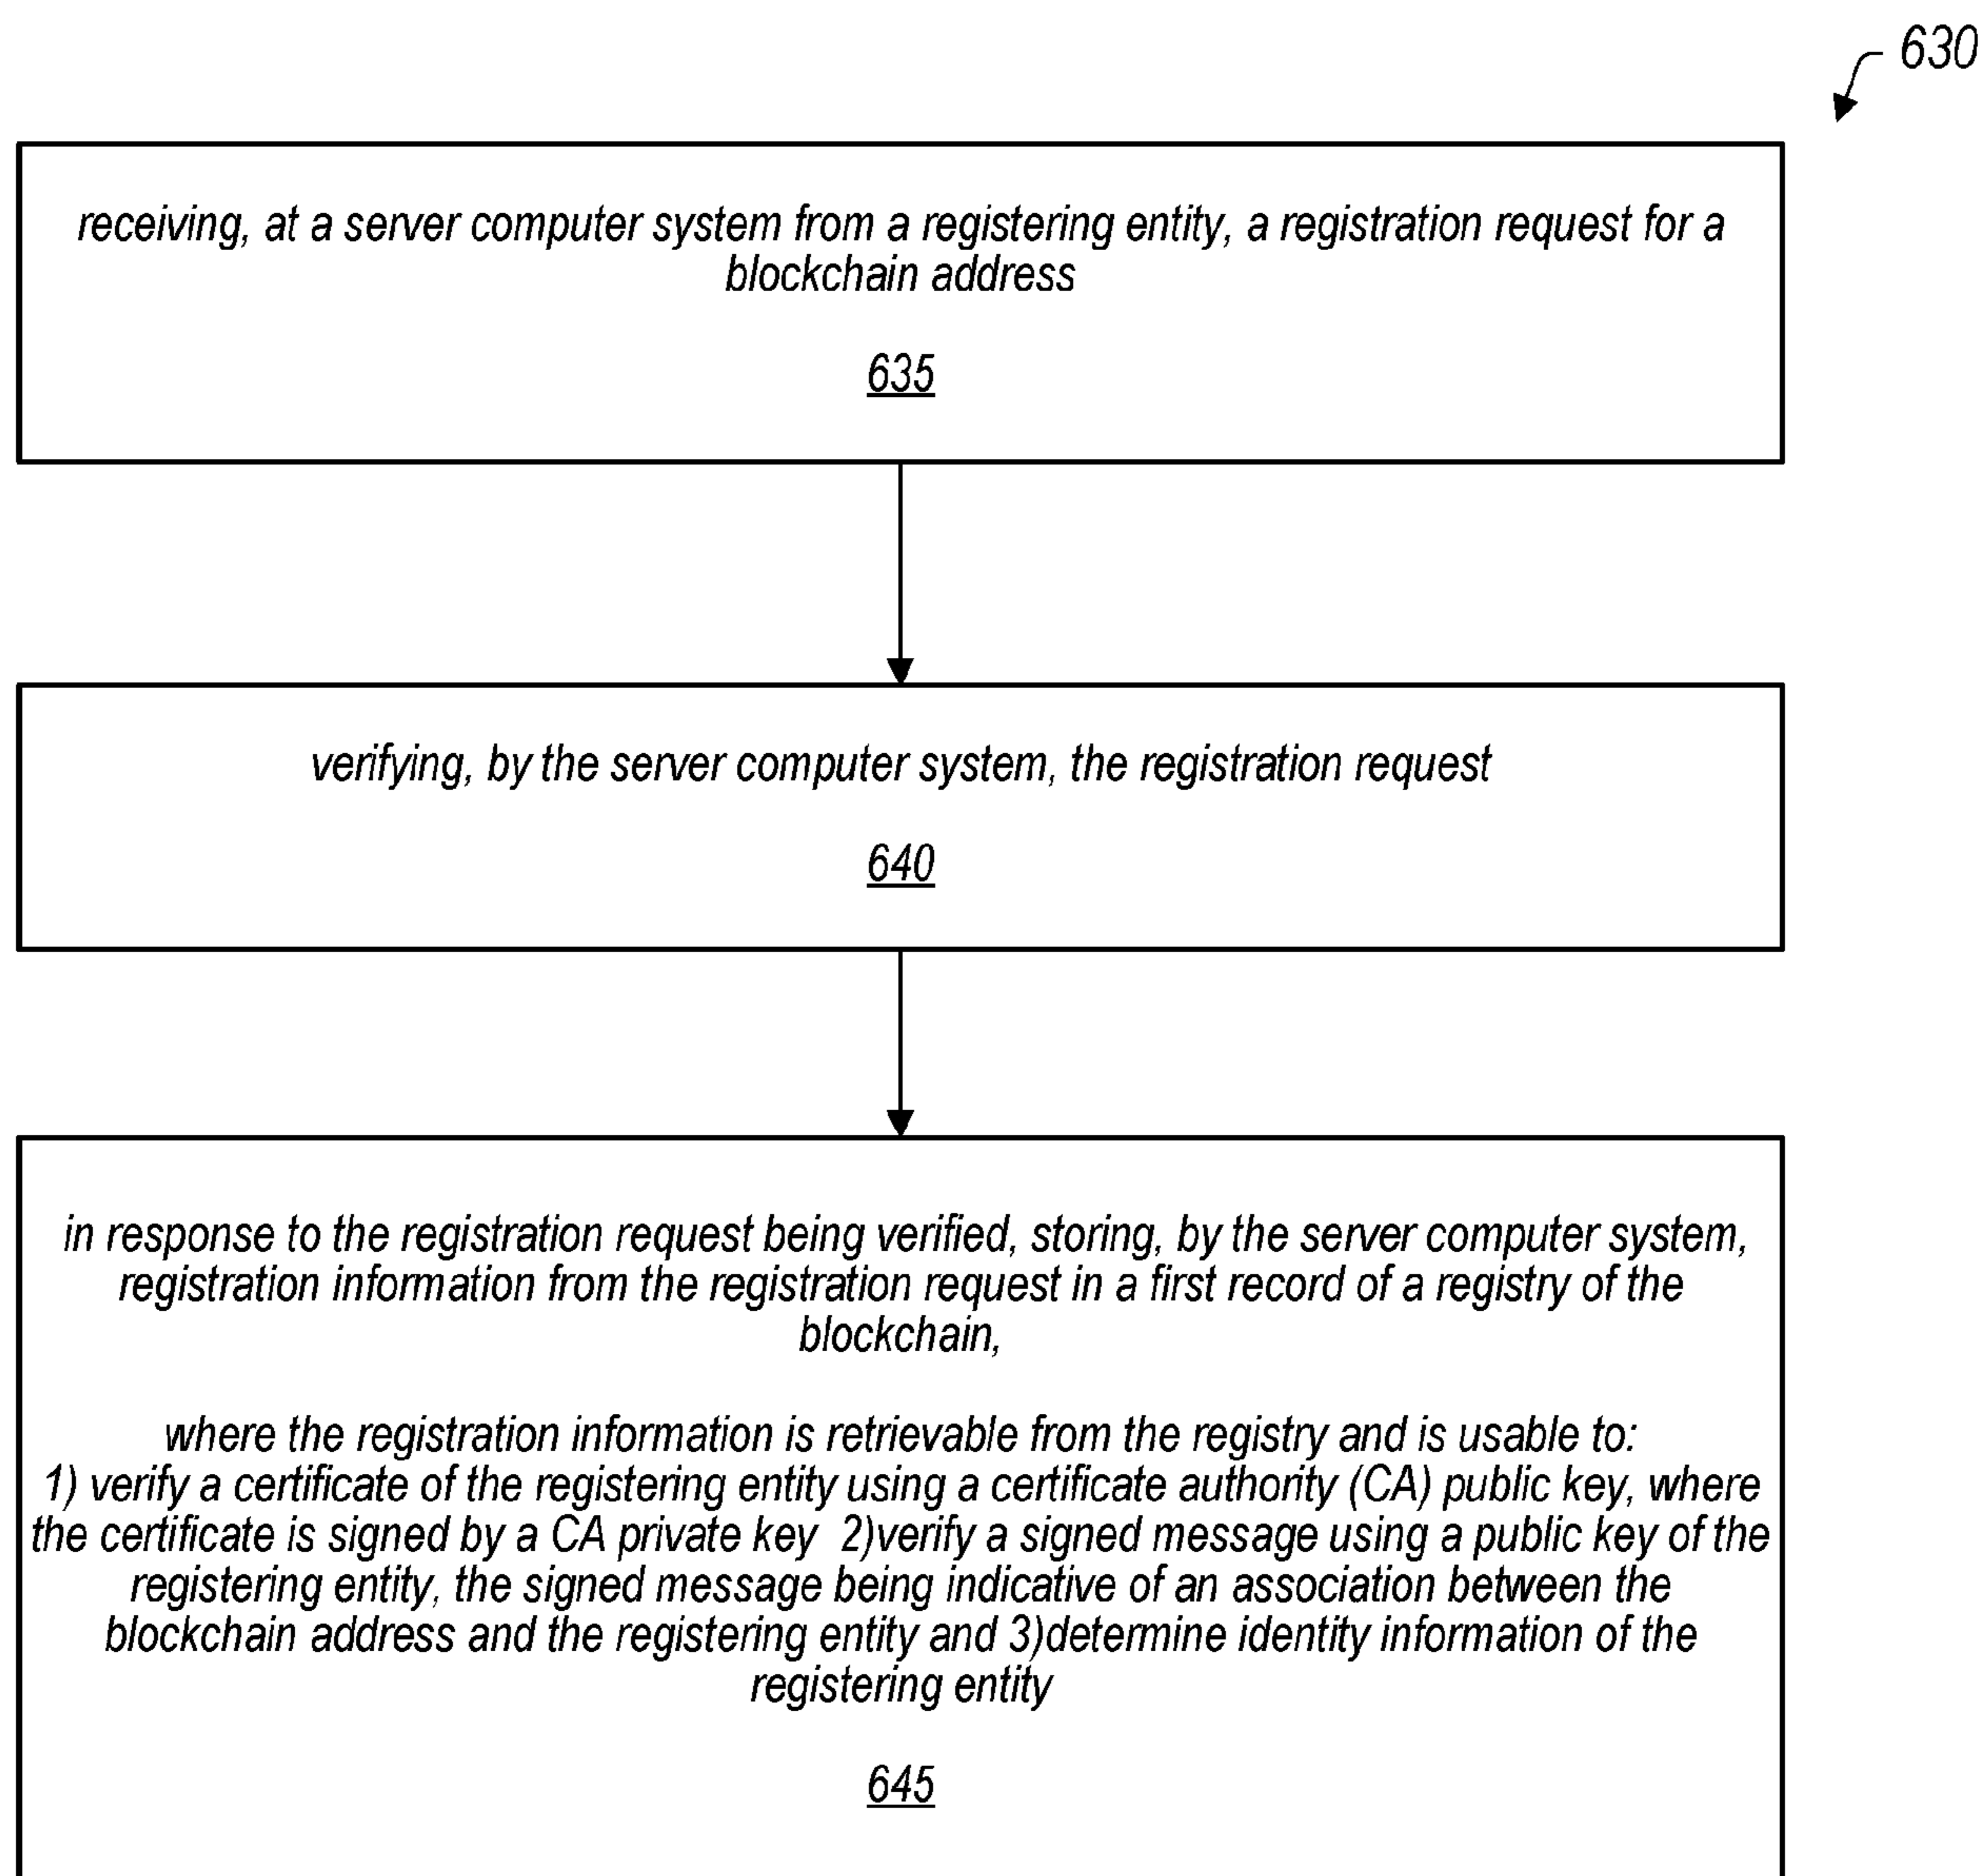 630
receiving, at a server computer system from a registering entity, a registration request for a
blockchain address
635
verifying, by the server computer system, the registration request
640
in response to the registration request being verified, storing, by the server computer system,
registration information from the registration request in a first record of a registry of the
blockchain,
where the registration information is retrievable from the registry and is usable to:
1) verify a certificate of the registering entity using a certificate authority (CA) public key, where
the certificate is signed by a CA private key  2)verify a signed message using a public key of the
registering entity, the signed message being indicative of an association between the
blockchain address and the registering entity and 3)determine identity information of the
registering entity
645